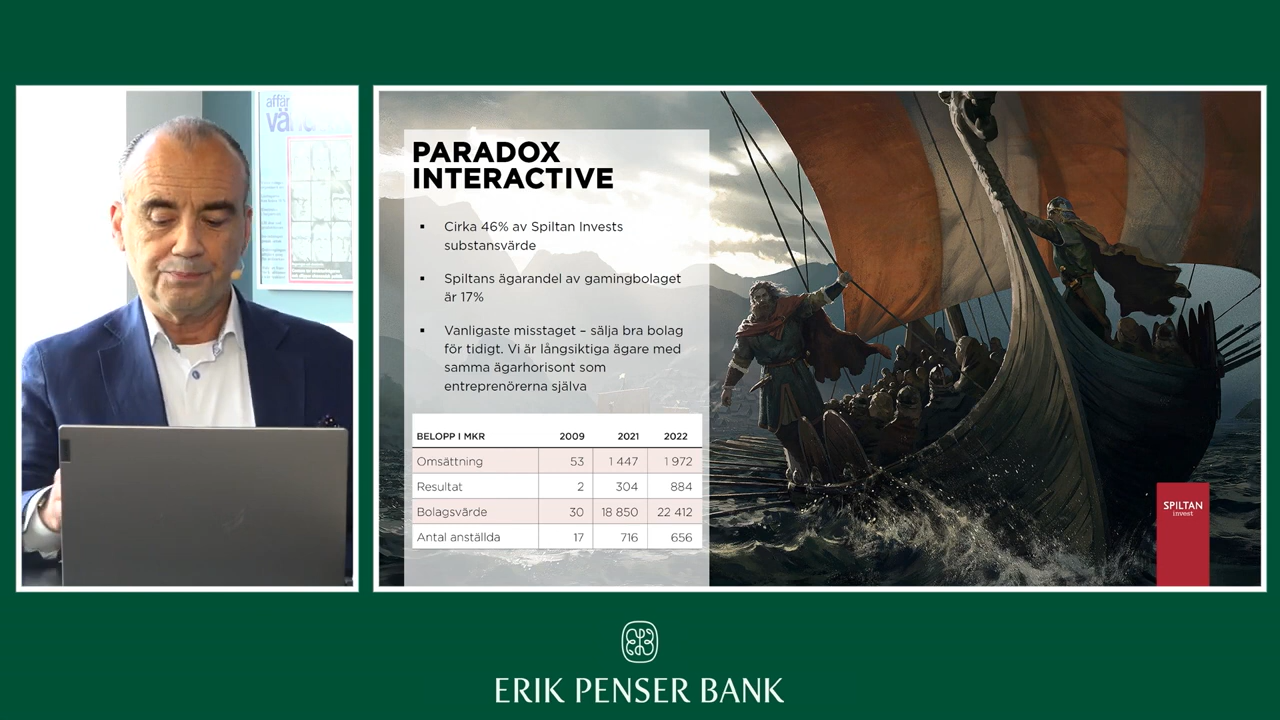 affär
vär
PARADOX
INTERACTIVE
▪ Cirka 46% av Spiltan Invests
substansvärde
▪ Spiltans ägarandel av gamingbolaget
är 17%
▪ Vanligaste misstaget – sälja bra bolag
för tidigt. Vi är långsiktiga ägare med
samma ägarhorisont som
entreprenörerna själva
BELOPP I MKR 2009 2021 2022
Omsättning 53 1 447 1 972
Resultat 2 304 884
Bolagsvärde 30 18 850 22 412
Antal anställda 17 716 656
SPILTAN
invest
ERIK PENSER BANK